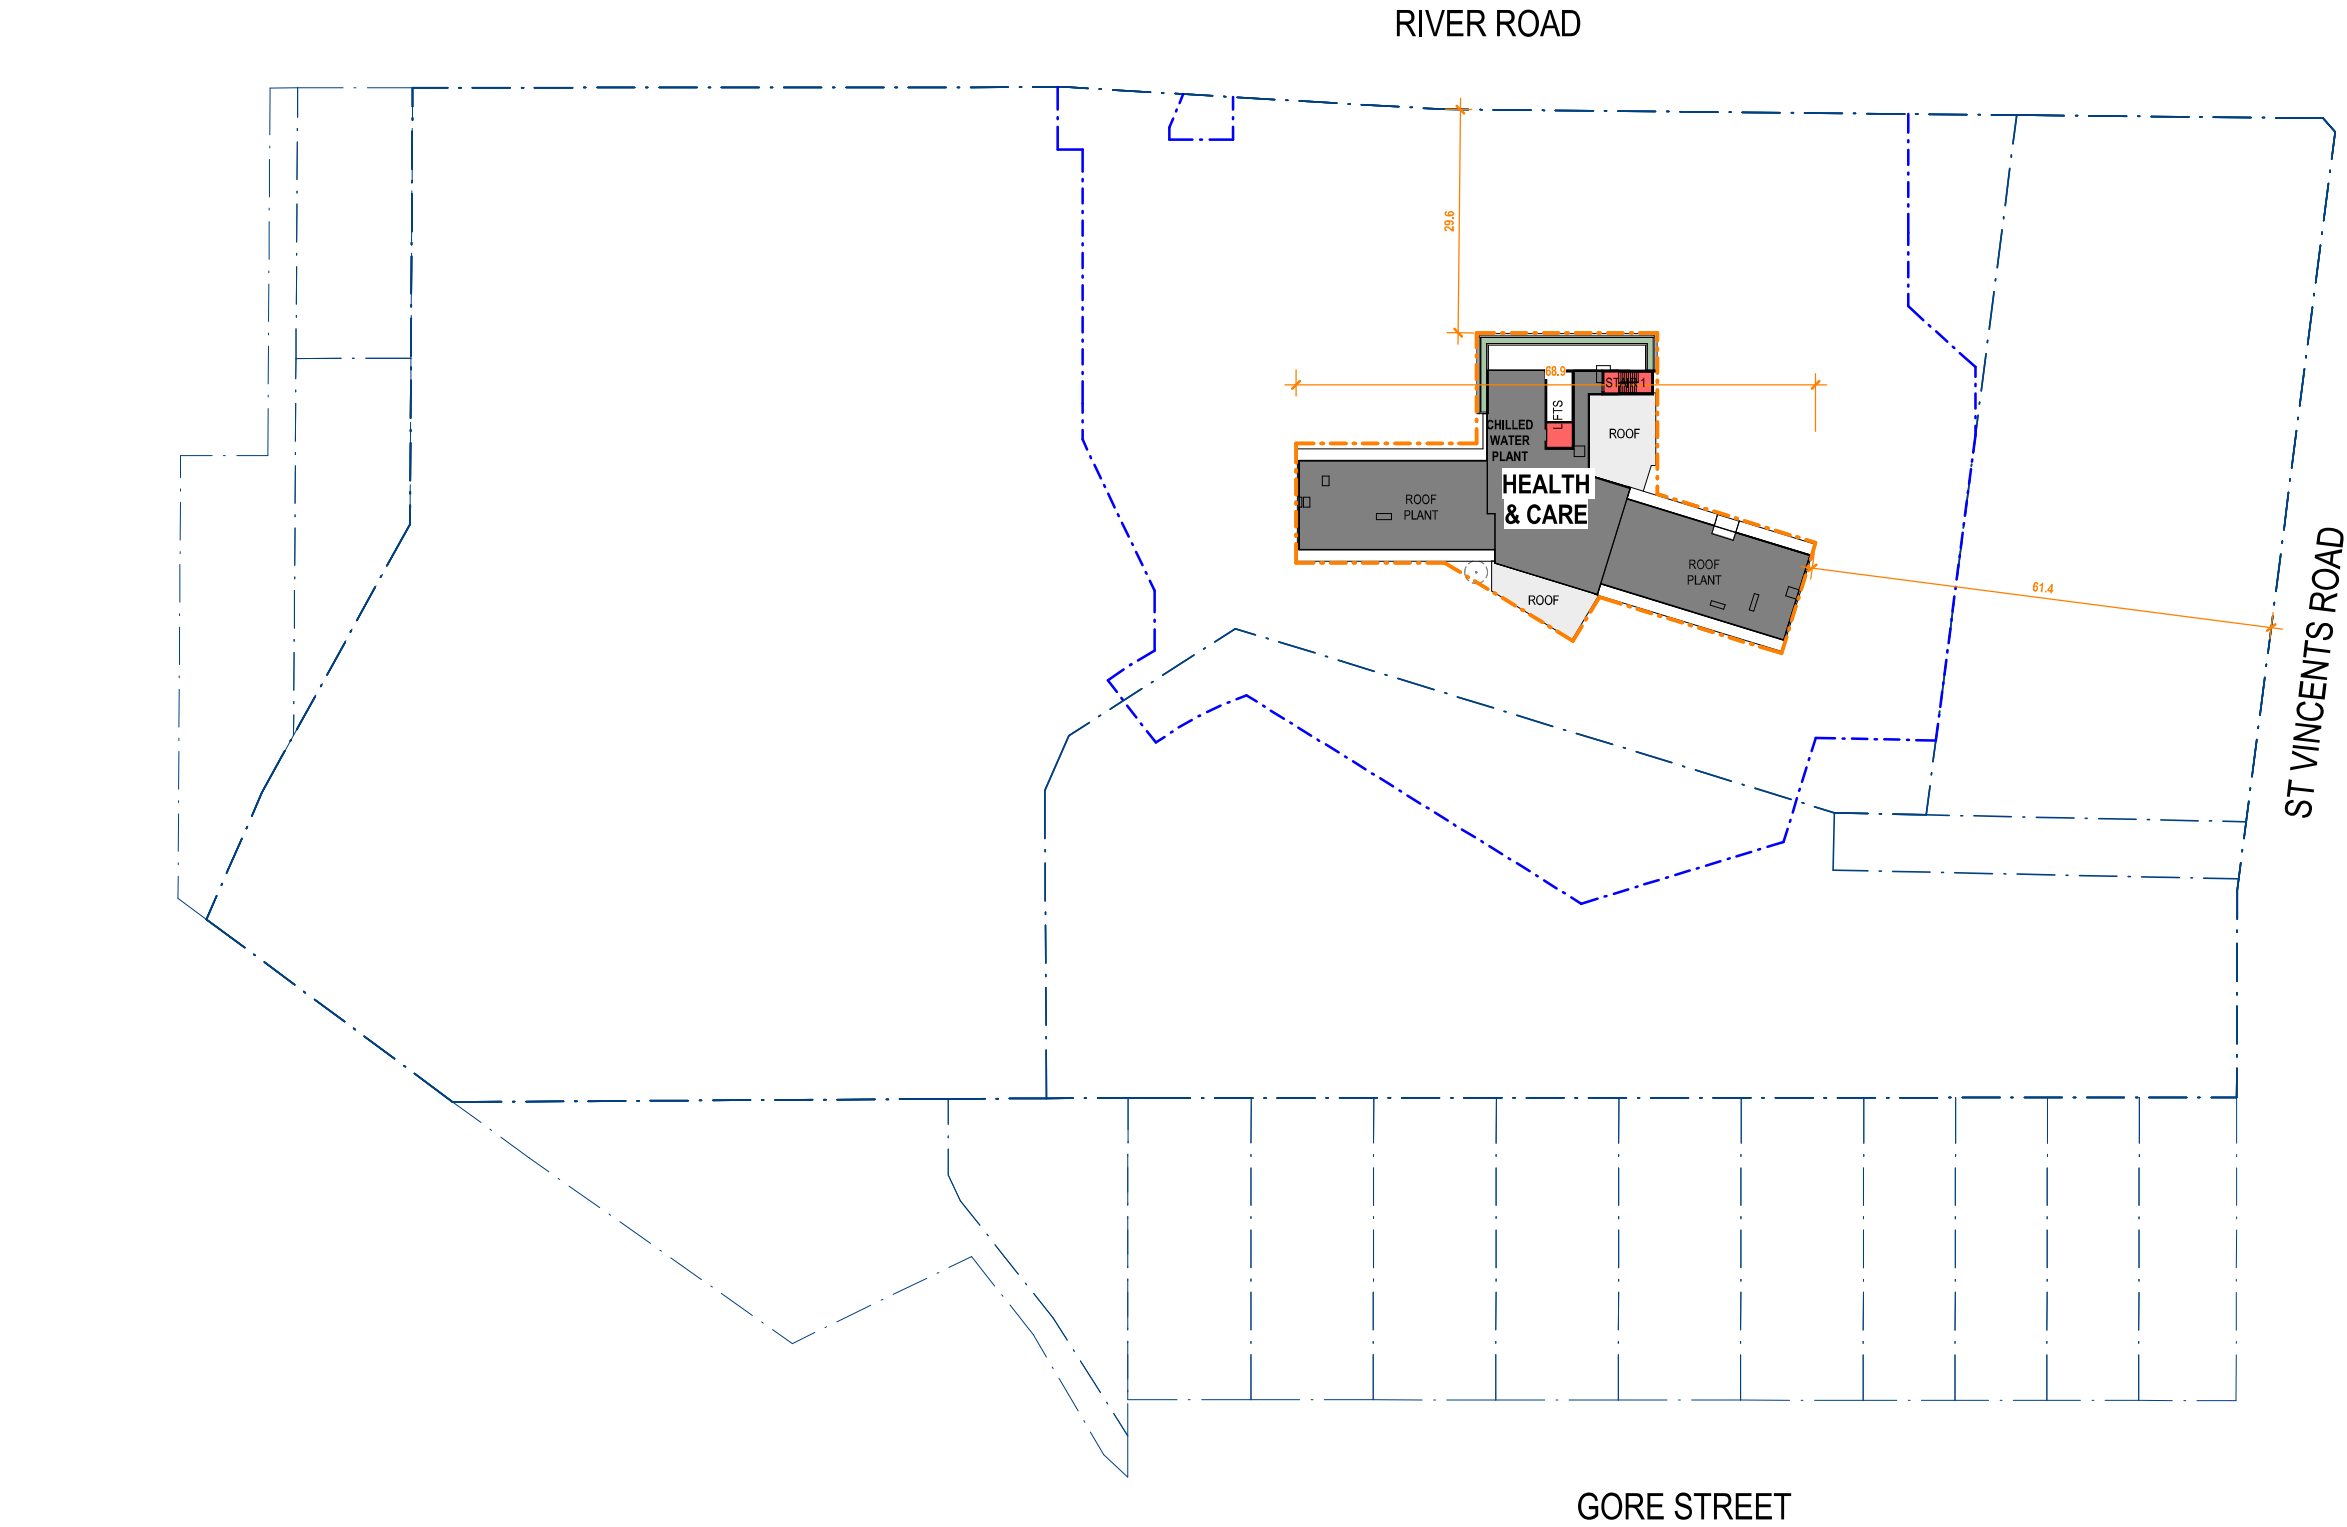 RIVER ROAD
29.6
68.9
STAIR 1
LIFTS
CHILLED
WATER
PLANT
ROOF
HEALTH
& CARE
ROOF
PLANT
ROOF
PLANT
ROOF
61.4
ST VINCENTS ROAD
GORE STREET